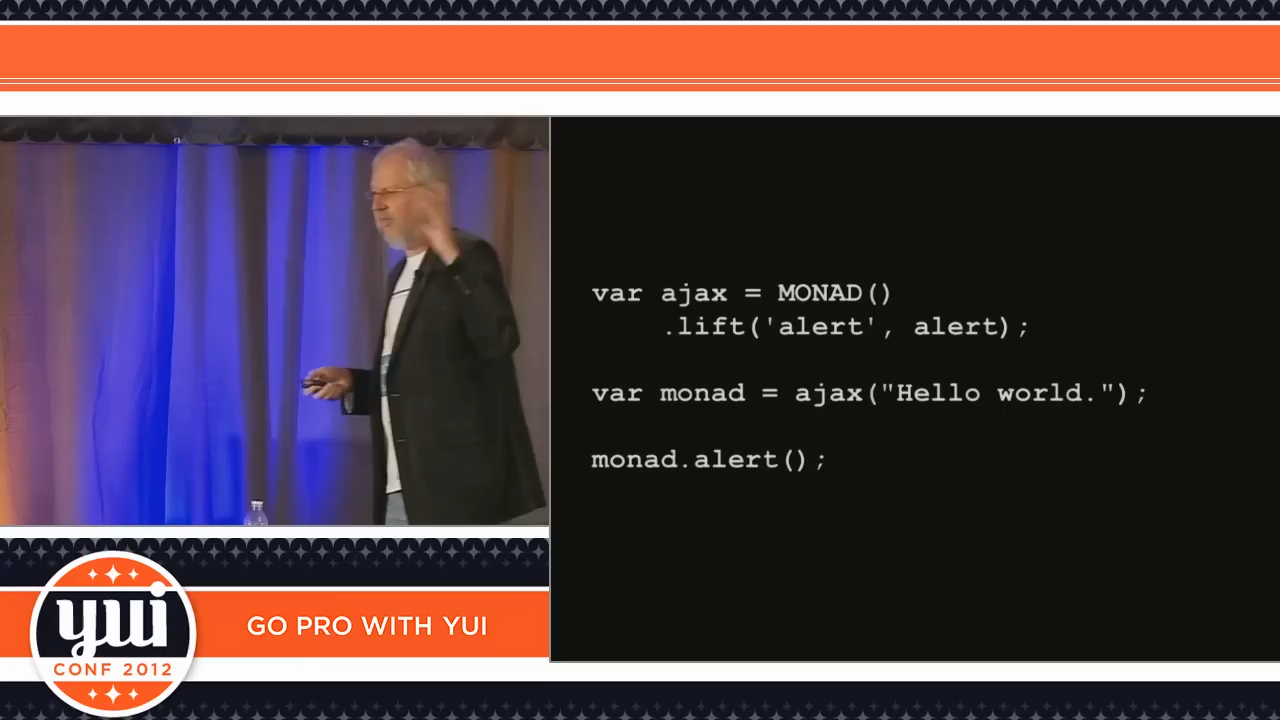 var ajax = MONAD()
    .lift('alert', alert);
var monad = ajax("Hello world.");
monad.alert();
GO PRO WITH YUI
yui
CONF 2012